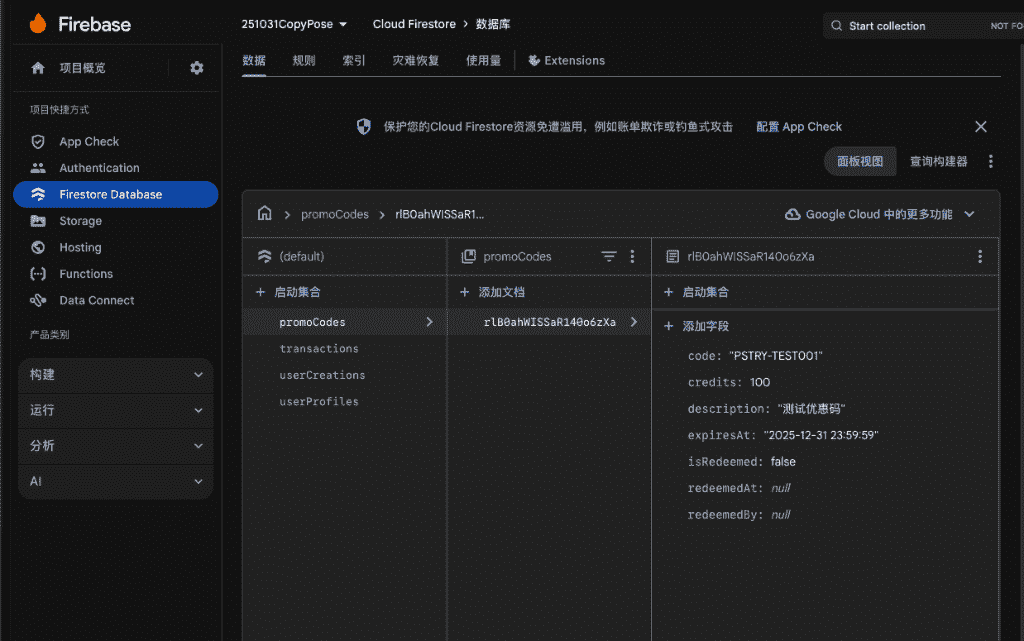 Firebase
251031CopyPose
Cloud Firestore > 数据库
Start collection
NOT FO
项目概览
数据 规则 索引 灾难恢复 使用量 Extensions
项目快捷方式
App Check
Authentication
Firestore Database
Storage
Hosting
Functions
Data Connect
产品类别
构建
运行
分析
AI
保护您的Cloud Firestore资源免遭滥用，例如账单欺诈或钓鱼式攻击 配置 App Check
面板视图 查询构建器
promoCodes > rlB0ahWISSaR1...
Google Cloud 中的更多功能
(default)
+ 启动集合
promoCodes
transactions
userCreations
userProfiles
promoCodes
+ 添加文档
rlB0ahWISSaR140o6zXa
rlB0ahWISSaR140o6zXa
+ 启动集合
+ 添加字段
code: "PSTRY-TEST001"
credits: 100
description: "测试优惠码"
expiresAt: "2025-12-31 23:59:59"
isRedeemed: false
redeemedAt: null
redeemedBy: null